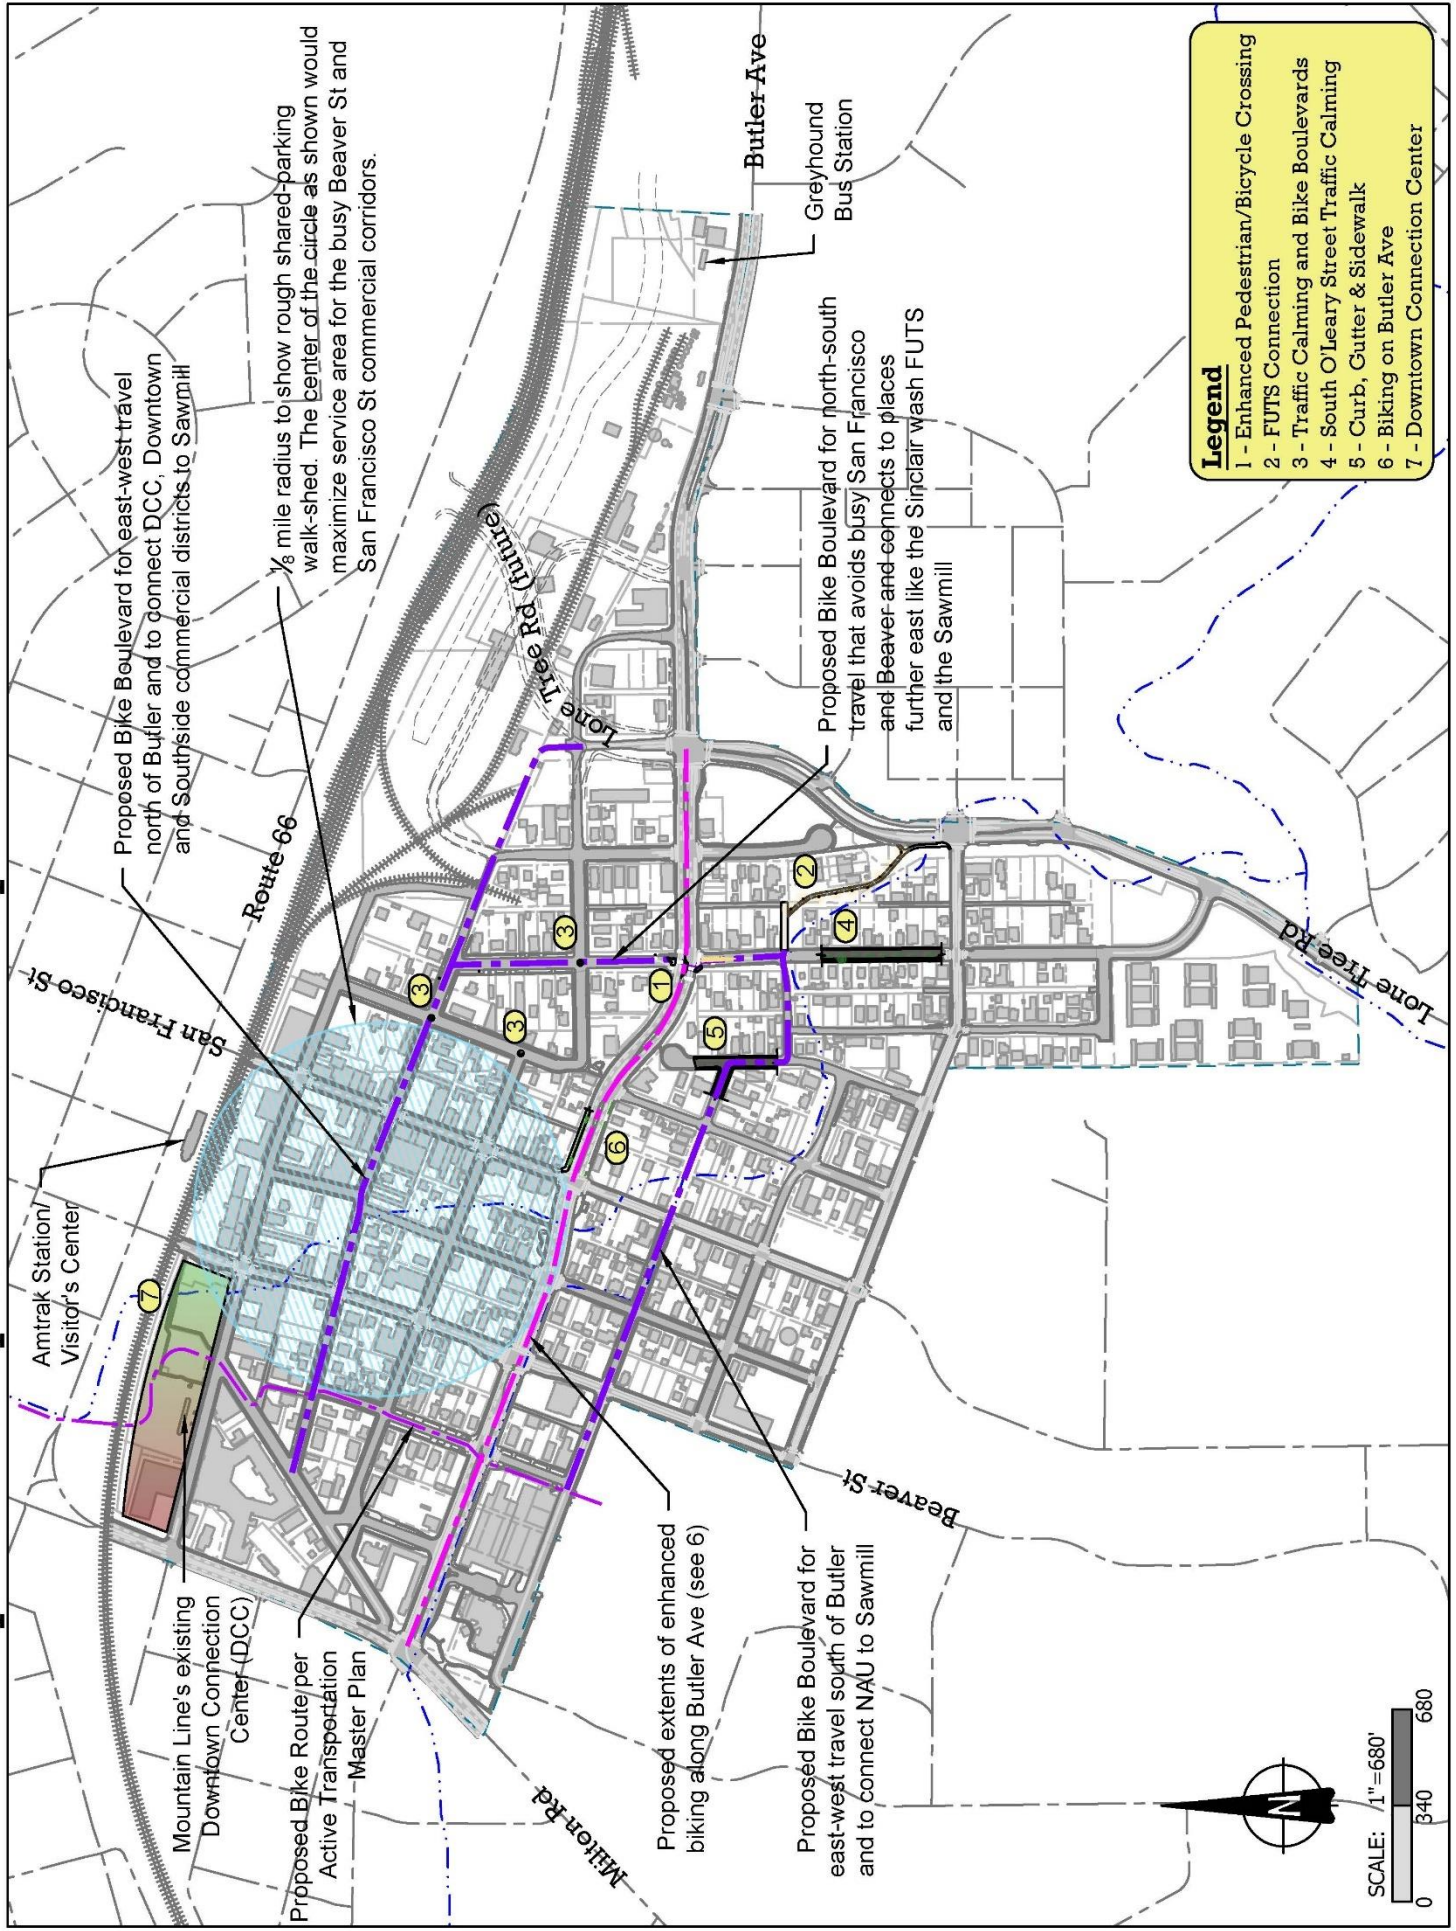 Amtrak Station/
Visitor's Center
San Francisco St
Route 66
Proposed Bike Boulevard for east-west travel
north of Butler and to connect DCC, Downtown
and Southside commercial districts to Sawmill
⅛ mile radius to show rough shared-parking
walk-shed. The center of the circle as shown would
maximize service area for the busy Beaver St and
San Francisco St commercial corridors.
Mountain Line's existing
Downtown Connection
Center (DCC)
Proposed Bike Route per
Active Transportation
Master Plan
7
3
3
3
1
5
6
2
4
Lone Tree Rd (future)
Butler Ave
Greyhound
Bus Station
Proposed Bike Boulevard for north-south
travel that avoids busy San Francisco
and Beaver and connects to places
further east like the Sinclair wash FUTS
and the Sawmill
Milton Rd
Proposed extents of enhanced
biking along Butler Ave (see 6)
Proposed Bike Boulevard for
east-west travel south of Butler
and to connect NAU to Sawmill
Beaver St
Lone Tree Rd
N
SCALE: 1"=680'
0 340 680
Legend
1 - Enhanced Pedestrian/Bicycle Crossing
2 - FUTS Connection
3 - Traffic Calming and Bike Boulevards
4 - South O'Leary Street Traffic Calming
5 - Curb, Gutter & Sidewalk
6 - Biking on Butler Ave
7 - Downtown Connection Center